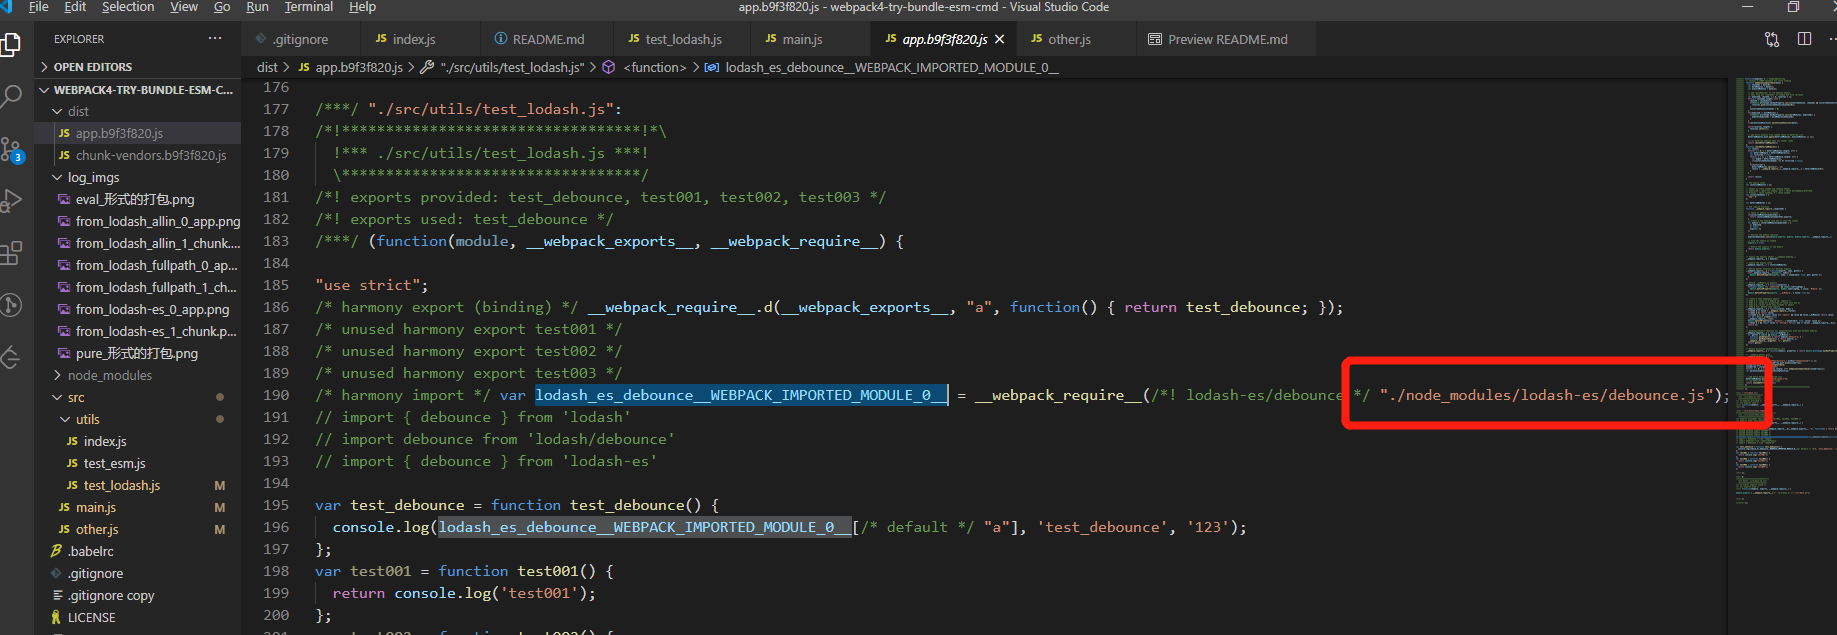 File Edit Selection View Go Run Terminal Help
app.b9f3f820.js - webpack4-try-bundle-esm-cmd - Visual Studio Code
EXPLORER ···
.gitignore JS index.js README.md JS test_lodash.js JS main.js JS app.b9f3f820.js JS other.js Preview README.md
OPEN EDITORS
dist > JS app.b9f3f820.js > "./src/utils/test_lodash.js" > <function> > lodash_es_debounce__WEBPACK_IMPORTED_MODULE_0__
WEBPACK4-TRY-BUNDLE-ESM-C...
dist
JS app.b9f3f820.js
JS chunk-vendors.b9f3f820.js
log_imgs
eval_形式的打包.png
from_lodash_allin_0_app.png
from_lodash_allin_1_chunk....
from_lodash_fullpath_0_ap...
from_lodash_fullpath_1_ch...
from_lodash-es_0_app.png
from_lodash-es_1_chunk.p...
pure_形式的打包.png
node_modules
src
utils
JS index.js
JS test_esm.js
JS test_lodash.js M
JS main.js M
JS other.js M
.babelrc
.gitignore
.gitignore copy
LICENSE
3
176
177 /***/ "./src/utils/test_lodash.js":
178 /*!**********************************!*\
179 !*** ./src/utils/test_lodash.js ***!
180 \**********************************/
181 /*! exports provided: test_debounce, test001, test002, test003 */
182 /*! exports used: test_debounce */
183 /***/ (function(module, __webpack_exports__, __webpack_require__) {
184
185 "use strict";
186 /* harmony export (binding) */ __webpack_require__.d(__webpack_exports__, "a", function() { return test_debounce; });
187 /* unused harmony export test001 */
188 /* unused harmony export test002 */
189 /* unused harmony export test003 */
190 /* harmony import */ var lodash_es_debounce__WEBPACK_IMPORTED_MODULE_0__ = __webpack_require__(/*! lodash-es/debounce */ "./node_modules/lodash-es/debounce.js");
191 // import { debounce } from 'lodash'
192 // import debounce from 'lodash/debounce'
193 // import { debounce } from 'lodash-es'
194
195 var test_debounce = function test_debounce() {
196 console.log(lodash_es_debounce__WEBPACK_IMPORTED_MODULE_0__[/* default */ "a"], 'test_debounce', '123');
197 };
198 var test001 = function test001() {
199 return console.log('test001');
200 };